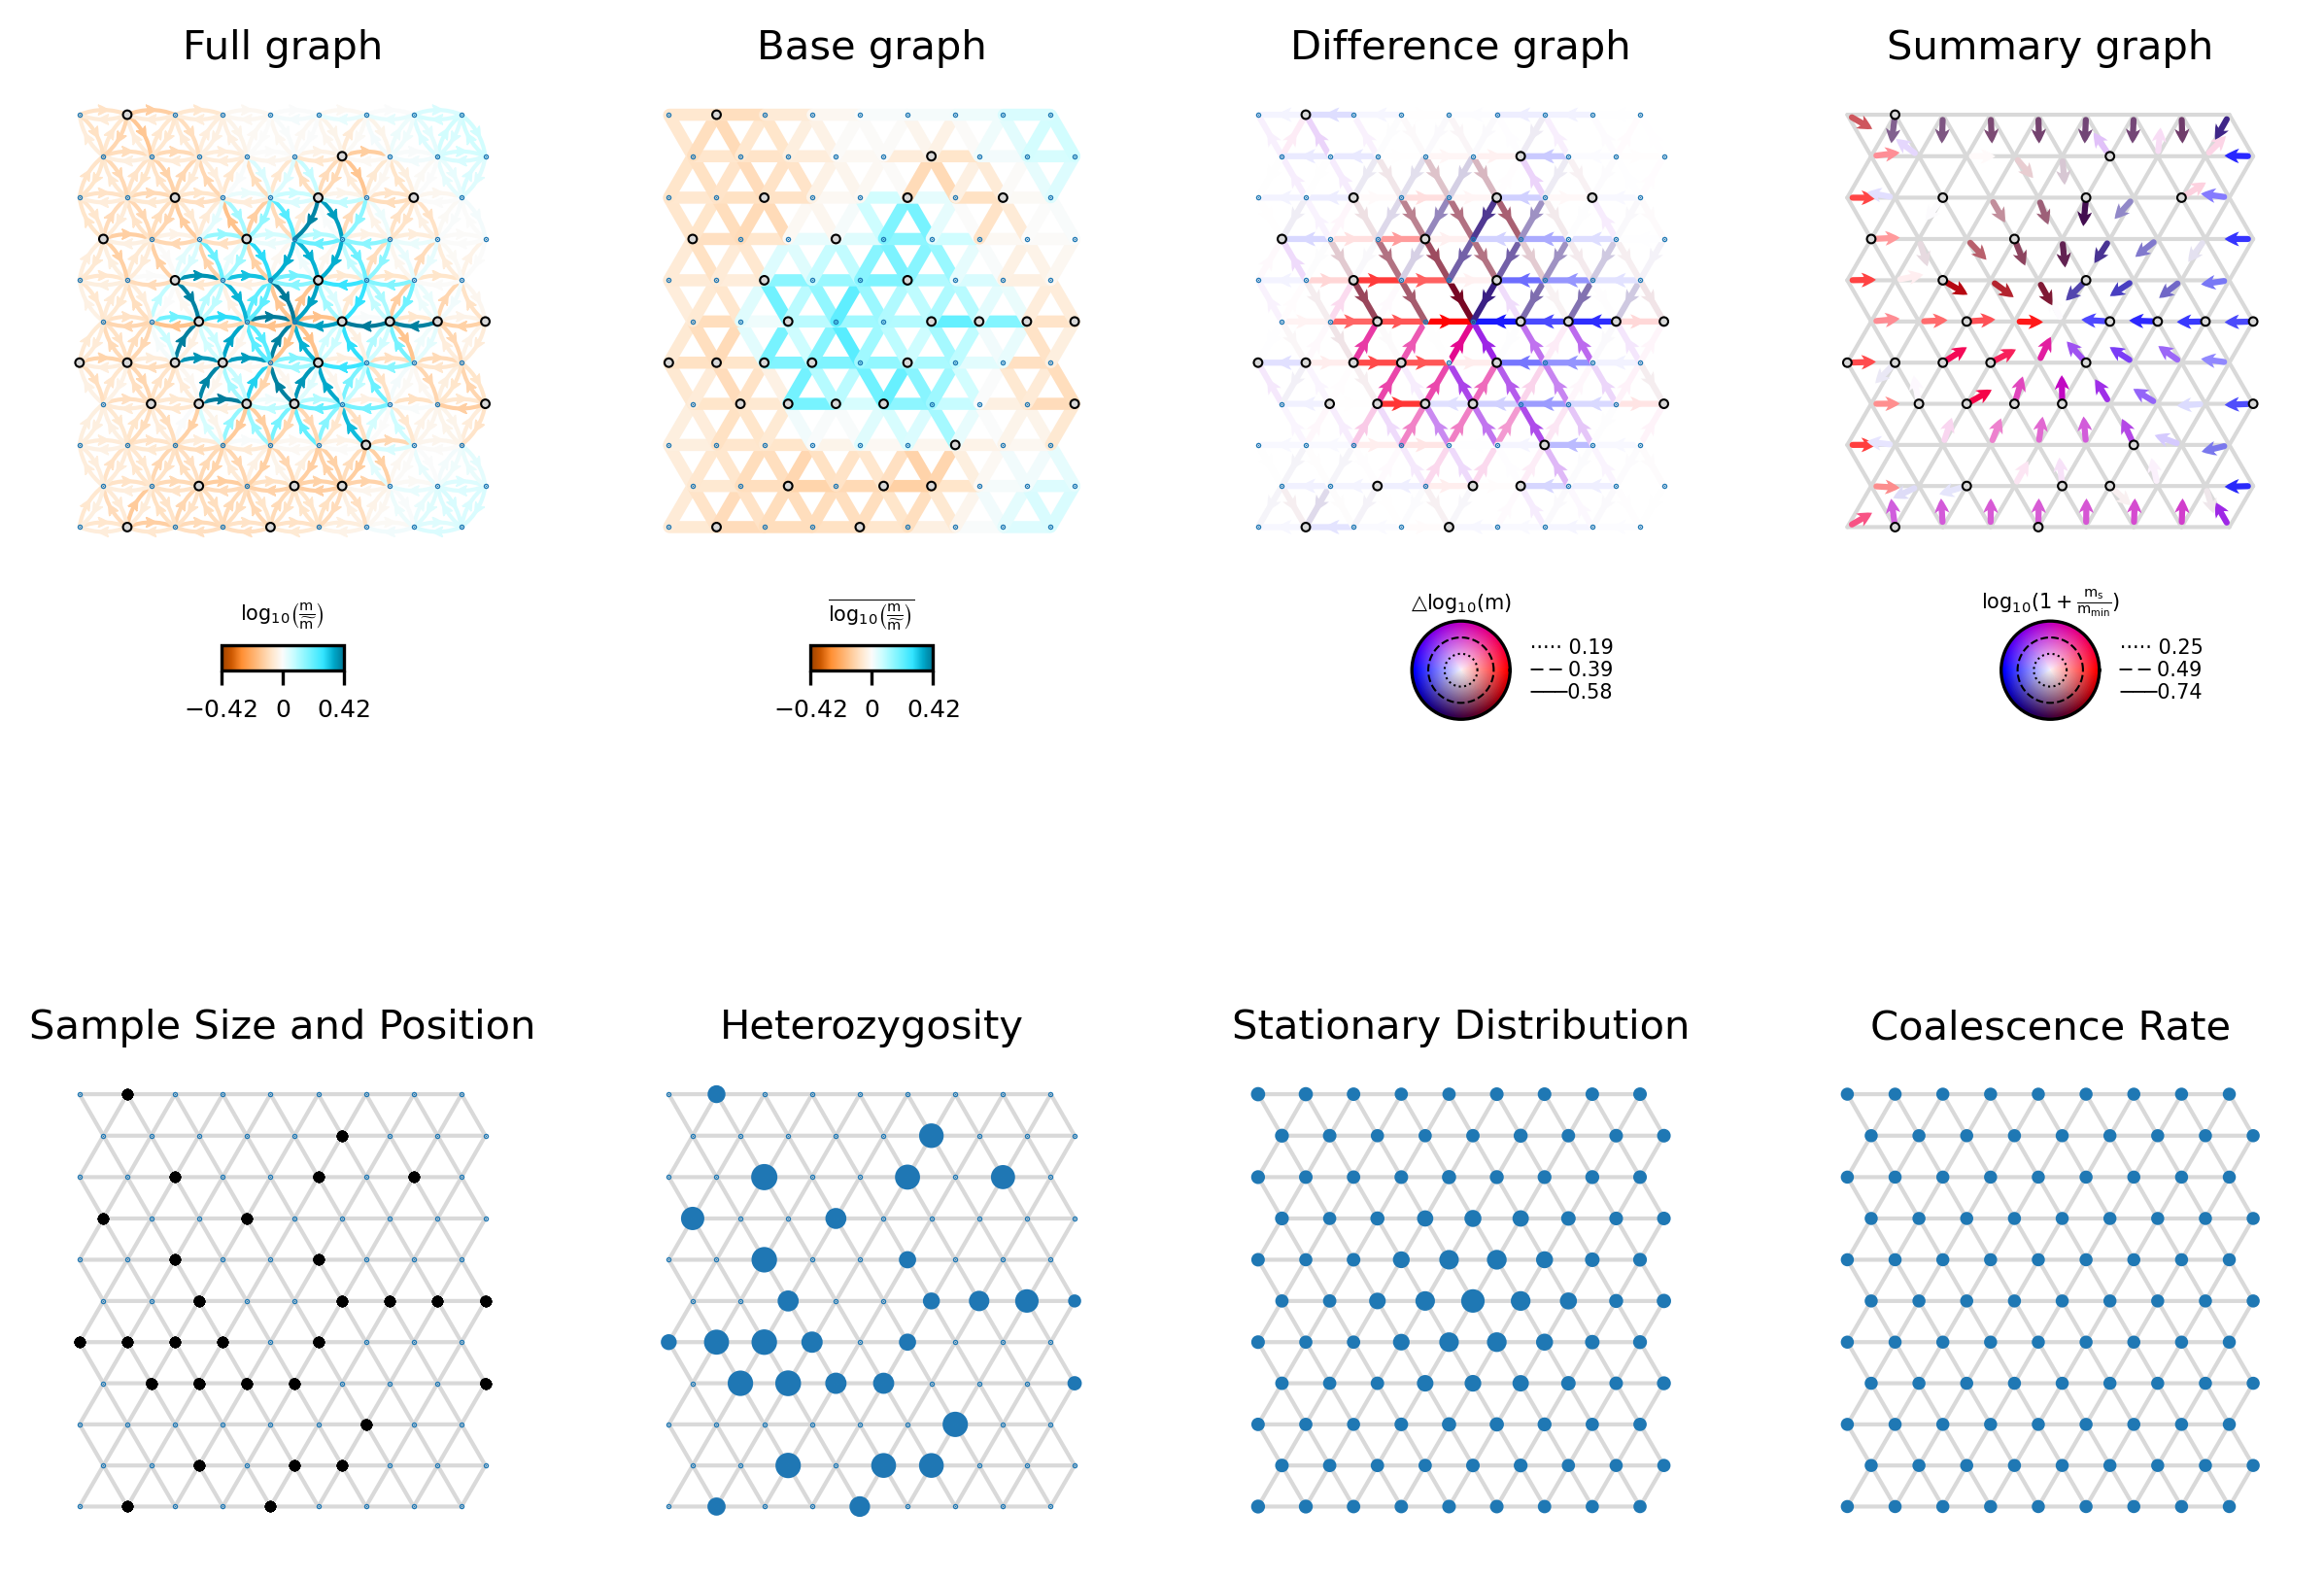 Full graph
Base graph
Difference graph
Summary graph
log₁₀(m/m̃)
−0.42 0 0.42
log₁₀(m/m̃)
−0.42 0 0.42
△log₁₀(m)
0.19
0.39
0.58
log₁₀(1 + mₛ/m_min)
0.25
0.49
0.74
Sample Size and Position
Heterozygosity
Stationary Distribution
Coalescence Rate